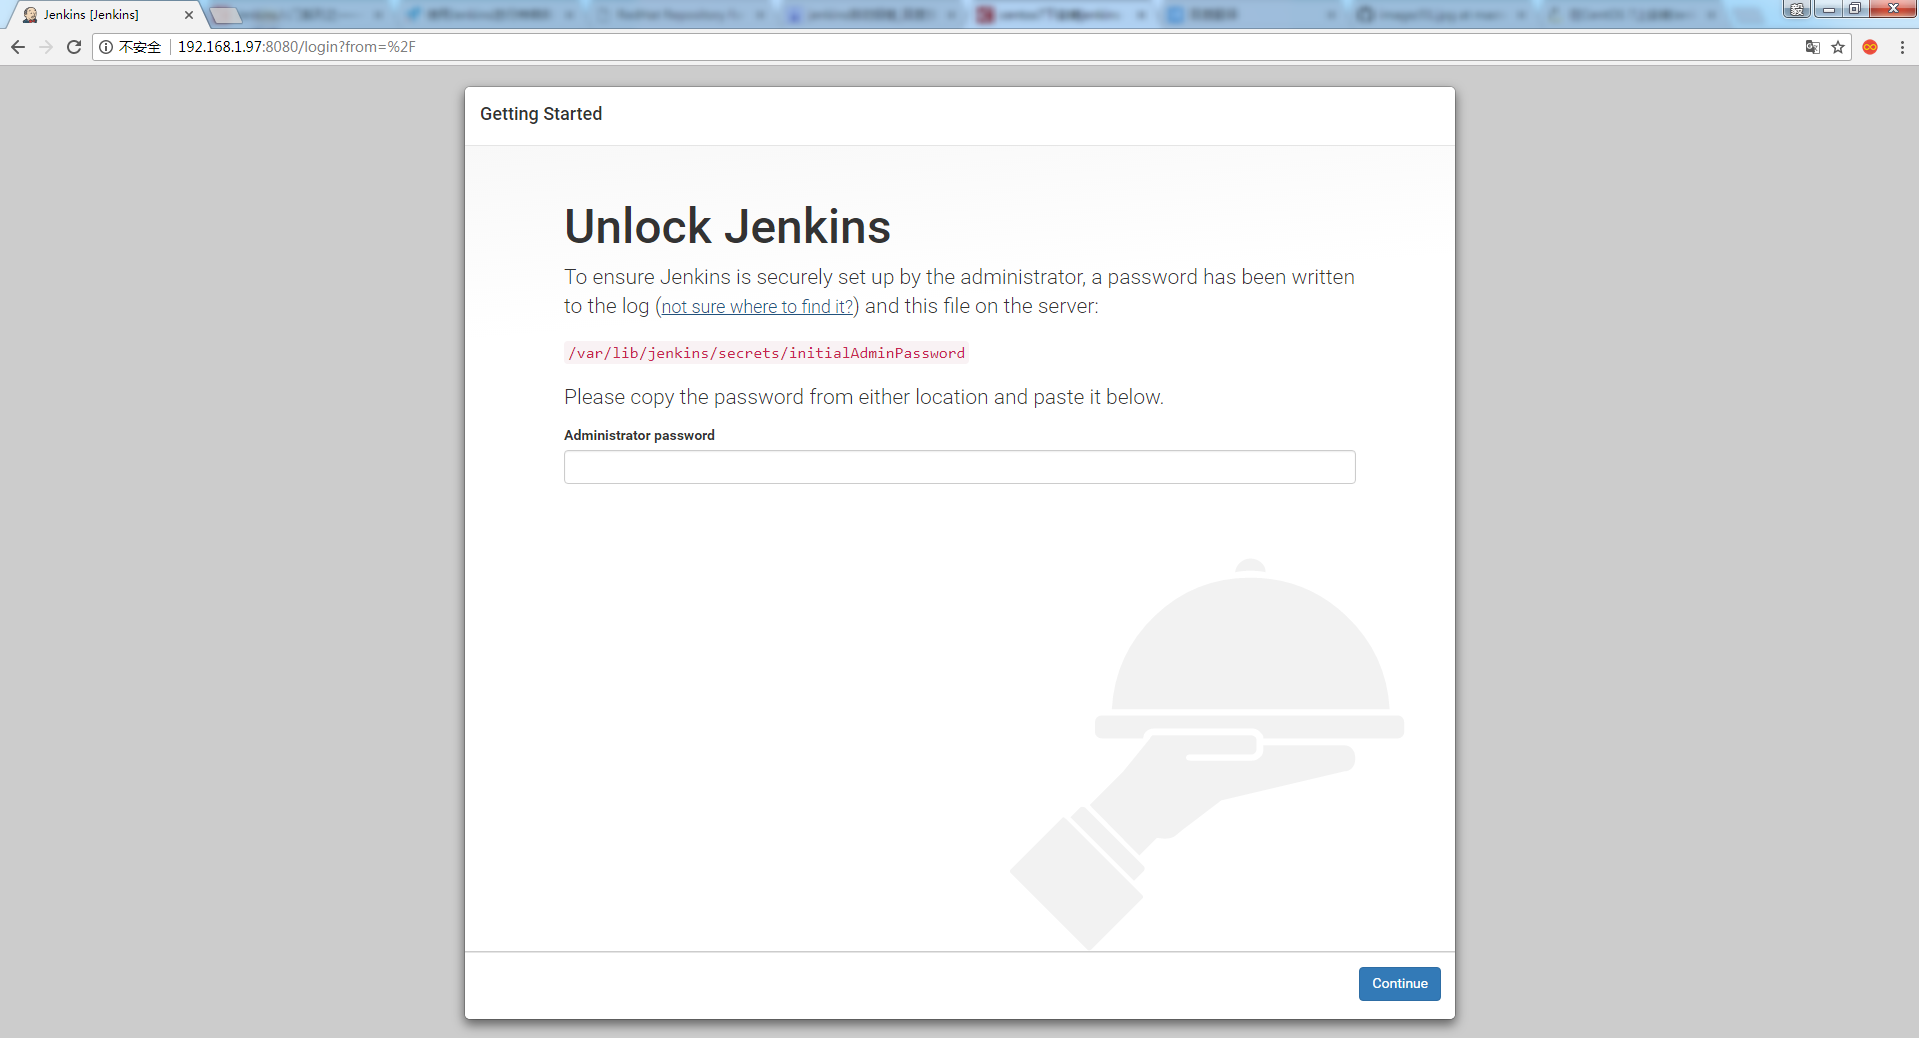 Jenkins [Jenkins]
毅
不安全
192.168.1.97:8080/login?from=%2F
Getting Started
Unlock Jenkins
To ensure Jenkins is securely set up by the administrator, a password has been written
to the log (not sure where to find it?) and this file on the server:
/var/lib/jenkins/secrets/initialAdminPassword
Please copy the password from either location and paste it below.
Administrator password
Continue